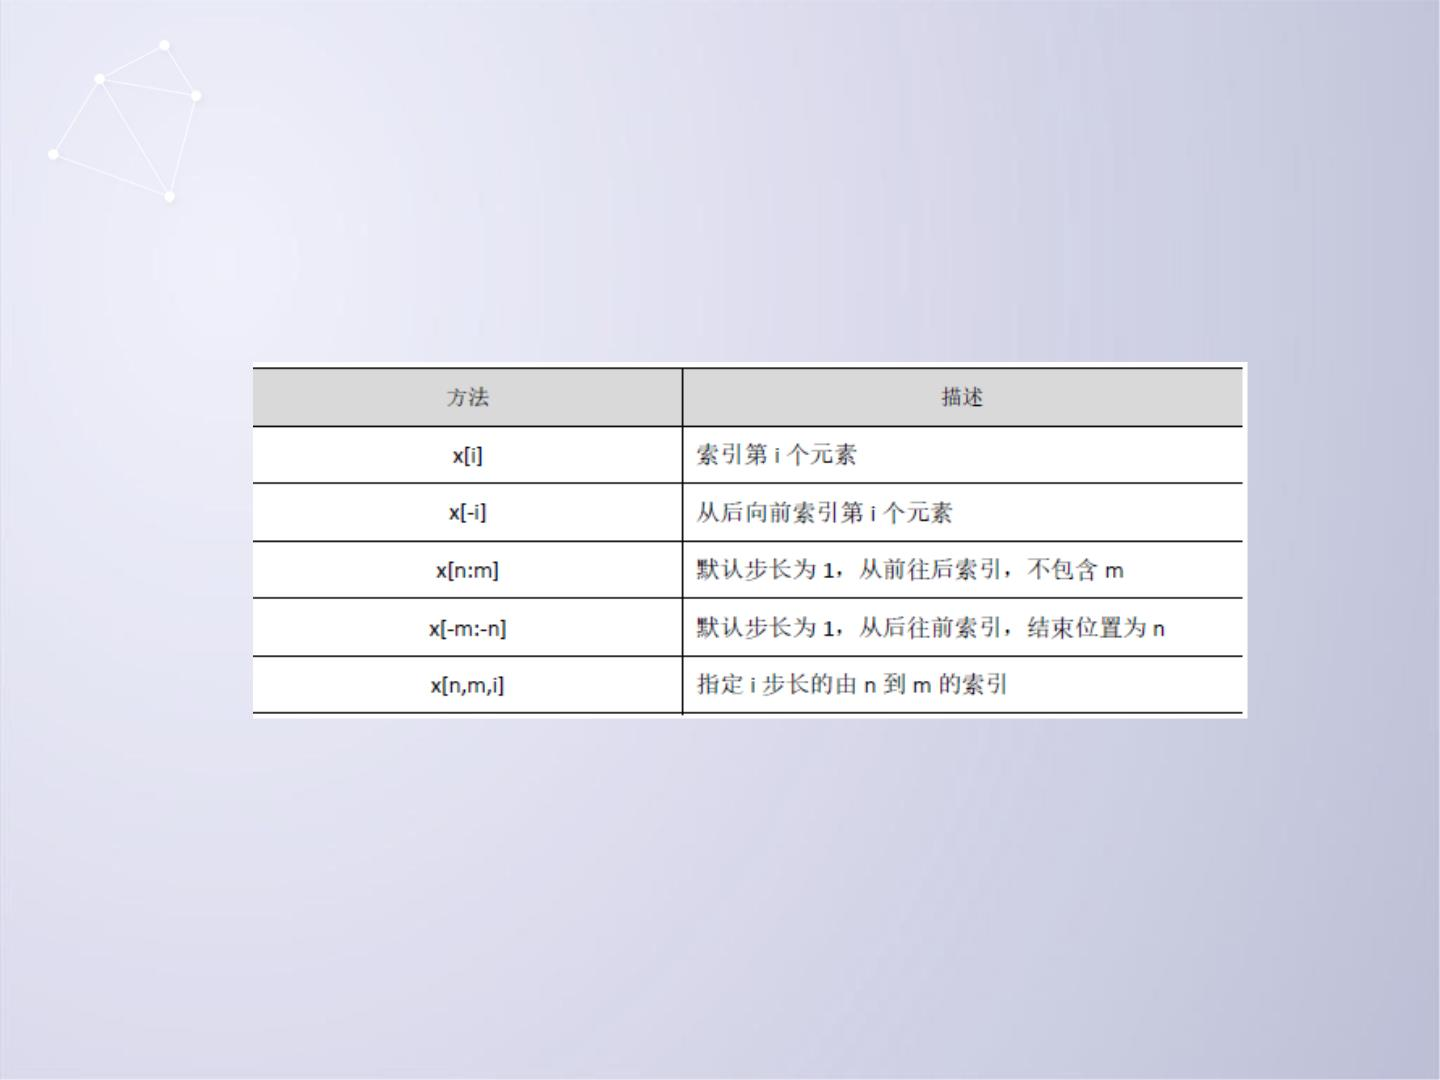 方法 描述
x[i] 索引第 i 个元素
x[-i] 从后向前索引第 i 个元素
x[n:m] 默认步长为 1，从前往后索引，不包含 m
x[-m:-n] 默认步长为 1，从后往前索引，结束位置为 n
x[n,m,i] 指定 i 步长的由 n 到 m 的索引